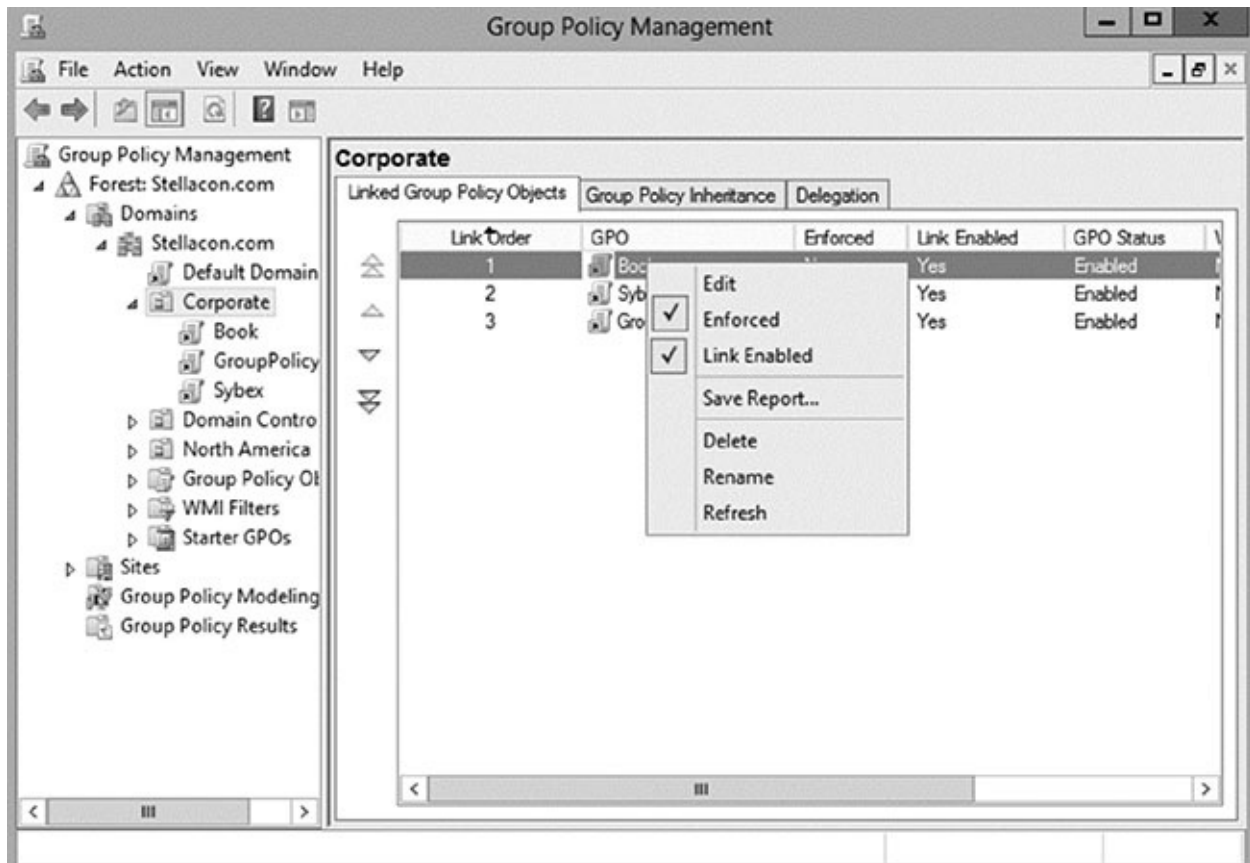 Group Policy Management
File Action View Window Help
Group Policy Management
Forest: Stellacon.com
Domains
Stellacon.com
Default Domain
Corporate
Book
GroupPolicy
Sybex
Domain Contro
North America
Group Policy Ob
WMI Filters
Starter GPOs
Sites
Group Policy Modeling
Group Policy Results
Corporate
Linked Group Policy Objects Group Policy Inheritance Delegation
Link Order GPO Enforced Link Enabled GPO Status
1 Yes Enabled
2 Syb Yes Enabled
3 Gro Yes Enabled
Edit
Enforced
Link Enabled
Save Report...
Delete
Rename
Refresh